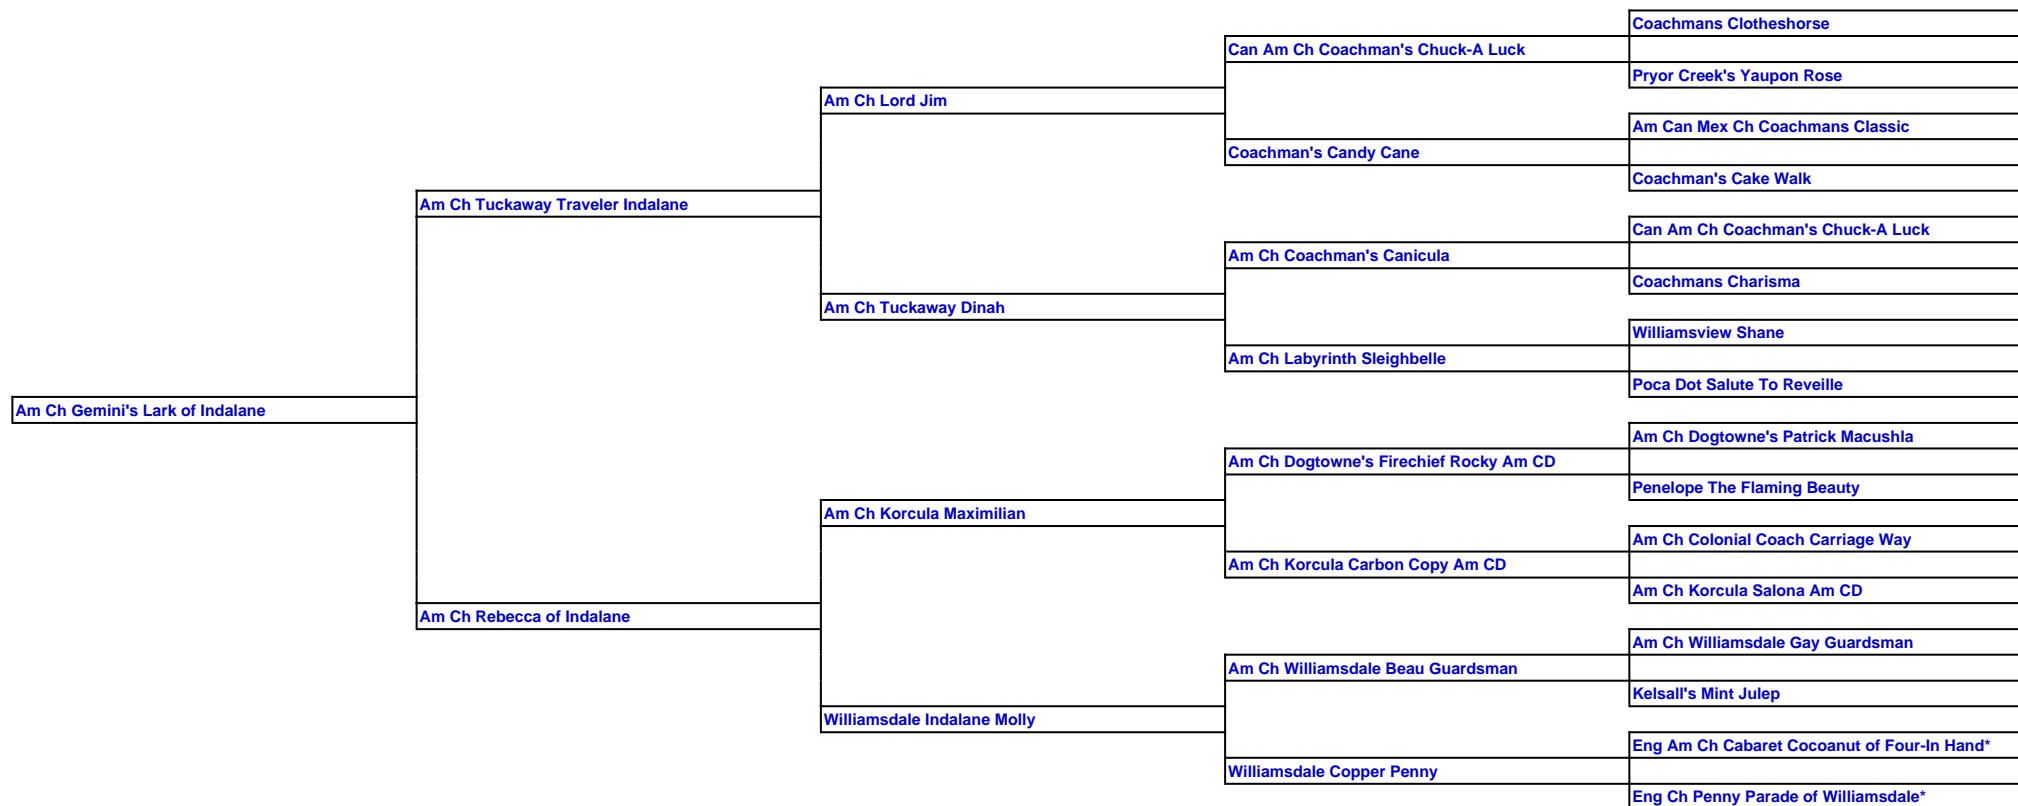 Coachmans Clotheshorse
Can Am Ch Coachman's Chuck-A Luck
Pryor Creek's Yaupon Rose
Am Ch Lord Jim
Am Can Mex Ch Coachmans Classic
Coachman's Candy Cane
Coachman's Cake Walk
Am Ch Tuckaway Traveler Indalane
Can Am Ch Coachman's Chuck-A Luck
Am Ch Coachman's Canicula
Coachmans Charisma
Am Ch Tuckaway Dinah
Williamsview Shane
Am Ch Labyrinth Sleighbelle
Poca Dot Salute To Reveille
Am Ch Gemini's Lark of Indalane
Am Ch Dogtowne's Patrick Macushla
Am Ch Dogtowne's Firechief Rocky Am CD
Penelope The Flaming Beauty
Am Ch Korcula Maximilian
Am Ch Colonial Coach Carriage Way
Am Ch Korcula Carbon Copy Am CD
Am Ch Korcula Salona Am CD
Am Ch Rebecca of Indalane
Am Ch Williamsdale Gay Guardsman
Am Ch Williamsdale Beau Guardsman
Kelsall's Mint Julep
Williamsdale Indalane Molly
Eng Am Ch Cabaret Cocoanut of Four-In Hand*
Williamsdale Copper Penny
Eng Ch Penny Parade of Williamsdale*